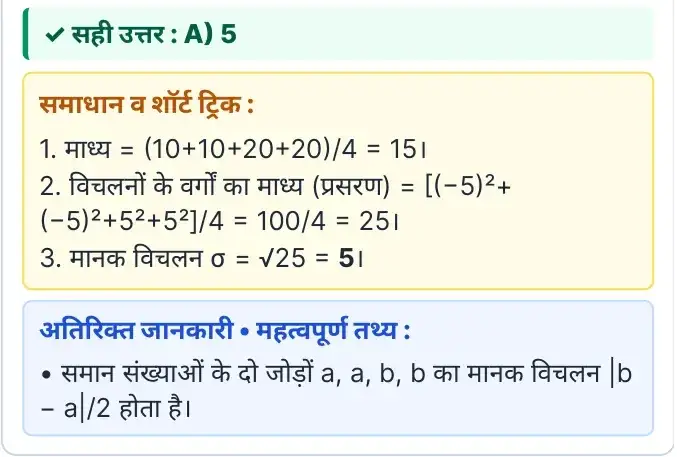 ✓ सही उत्तर : A) 5
समाधान व शॉर्ट ट्रिक :
1. माध्य = (10+10+20+20)/4 = 15।
2. विचलनों के वर्गों का माध्य (प्रसरण) = [(−5)²+
(−5)²+5²+5²]/4 = 100/4 = 25।
3. मानक विचलन σ = √25 = 5।
अतिरिक्त जानकारी • महत्वपूर्ण तथ्य :
• समान संख्याओं के दो जोड़ों a, a, b, b का मानक विचलन |b
− a|/2 होता है।